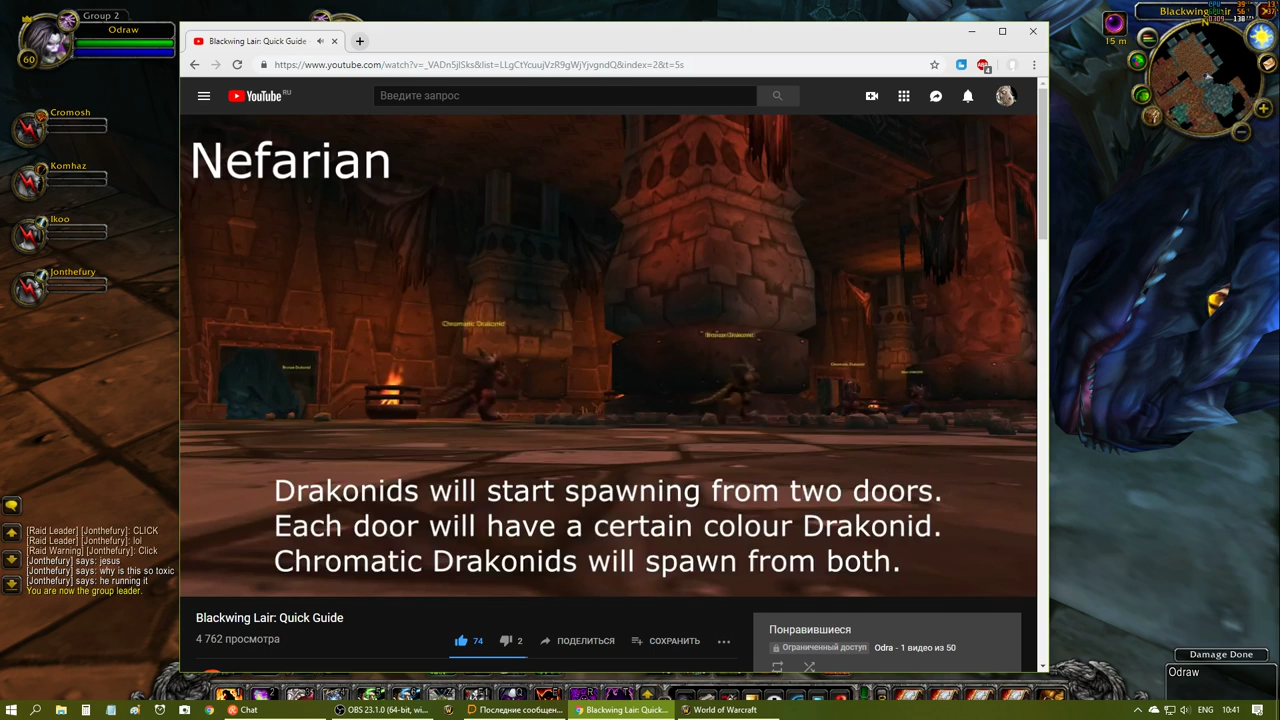 Group 2
Odraw
60
Cromosh
Komhaz
Ikoo
Jonthefury
[Raid Leader] [Jonthefury]: CLICK
[Raid Leader] [Jonthefury]: lol
[Raid Warning] [Jonthefury]: Click
[Jonthefury] says: jesus
[Jonthefury] says: why is this so toxic
[Jonthefury] says: he running it
You are now the group leader.
Blackwing Lair: Quick Guide
https://www.youtube.com/watch?v=_VADn5jlSks&list=LLgCtYcuujVzR9gWjYjvgndQ&index=2&t=5s
4
YouTube RU
Введите запрос
Nefarian
Chromatic Drakonid
Bronze Drakonid
Drakonids will start spawning from two doors.
Each door will have a certain colour Drakonid.
Chromatic Drakonids will spawn from both.
Blackwing Lair: Quick Guide
4 762 просмотра
74
2
ПОДЕЛИТЬСЯ
СОХРАНИТЬ
Понравившиеся
Ограниченный доступ
Odra - 1 видео из 50
15 m
N
Damage Done
Odraw
Chat
OBS 23.1.0 (64-bit, wi...
Последние сообщен...
Blackwing Lair: Quick...
World of Warcraft
ENG
10:41